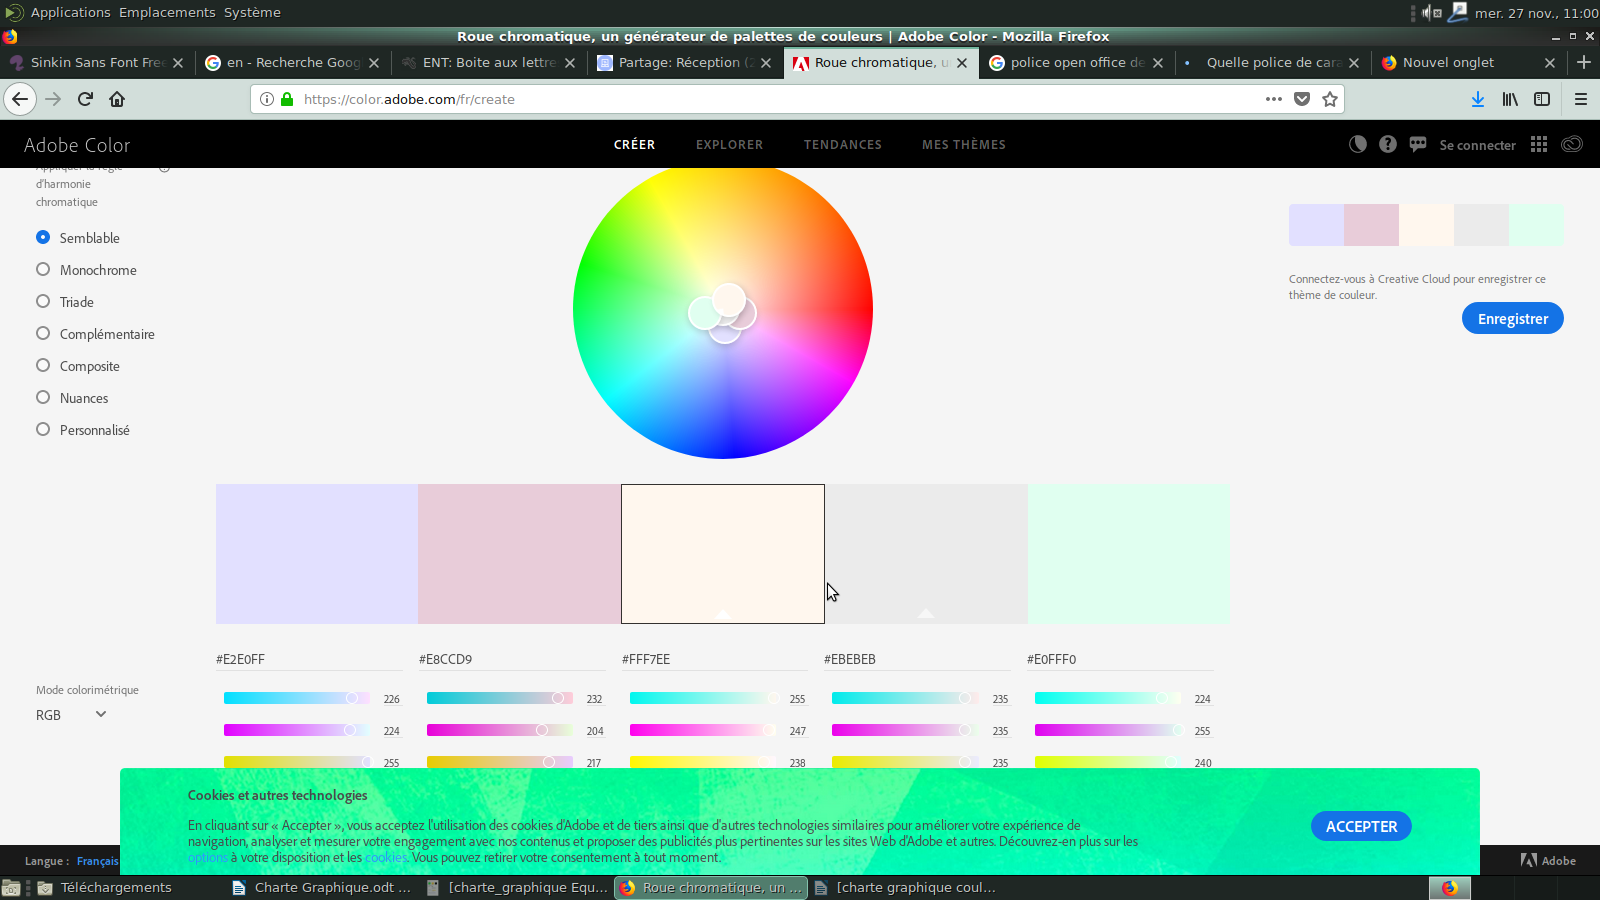 Applications Emplacements Système
mer. 27 nov., 11:00
Roue chromatique, un générateur de palettes de couleurs | Adobe Color - Mozilla Firefox
Sinkin Sans Font Free
en - Recherche Goog
ENT: Boite aux lettre
Partage: Réception (2
Roue chromatique, u
police open office de
Quelle police de cara
Nouvel onglet
https://color.adobe.com/fr/create
Adobe Color
CRÉER
EXPLORER
TENDANCES
MES THÈMES
Se connecter
Appliquer la règle
d'harmonie
chromatique
Semblable
Monochrome
Triade
Complémentaire
Composite
Nuances
Personnalisé
Connectez-vous à Creative Cloud pour enregistrer ce
thème de couleur.
Enregistrer
#E2E0FF #E8CCD9 #FFF7EE #EBEBEB #E0FFF0
Mode colorimétrique
RGB
226 232 255 235 224
224 204 247 235 255
255 217 238 235 240
Cookies et autres technologies
En cliquant sur « Accepter », vous acceptez l'utilisation des cookies d'Adobe et de tiers ainsi que d'autres technologies similaires pour améliorer votre expérience de
navigation, analyser et mesurer votre engagement avec nos contenus et proposer des publicités plus pertinentes sur les sites Web d'Adobe et autres. Découvrez-en plus sur les
options à votre disposition et les cookies. Vous pouvez retirer votre consentement à tout moment.
ACCEPTER
Langue : Français
Adobe
Téléchargements
Charte Graphique.odt ...
[charte_graphique Equ...
Roue chromatique, un ...
[charte graphique coul...